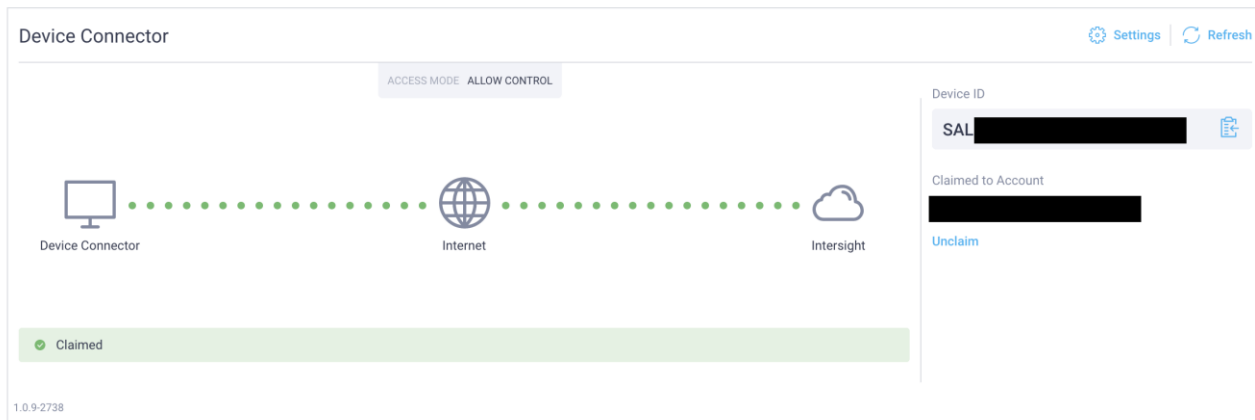 Device Connector
Settings
Refresh
ACCESS MODE ALLOW CONTROL
Device Connector
Internet
Intersight
Claimed
1.0.9-2738
Device ID
SAL
Claimed to Account
Unclaim